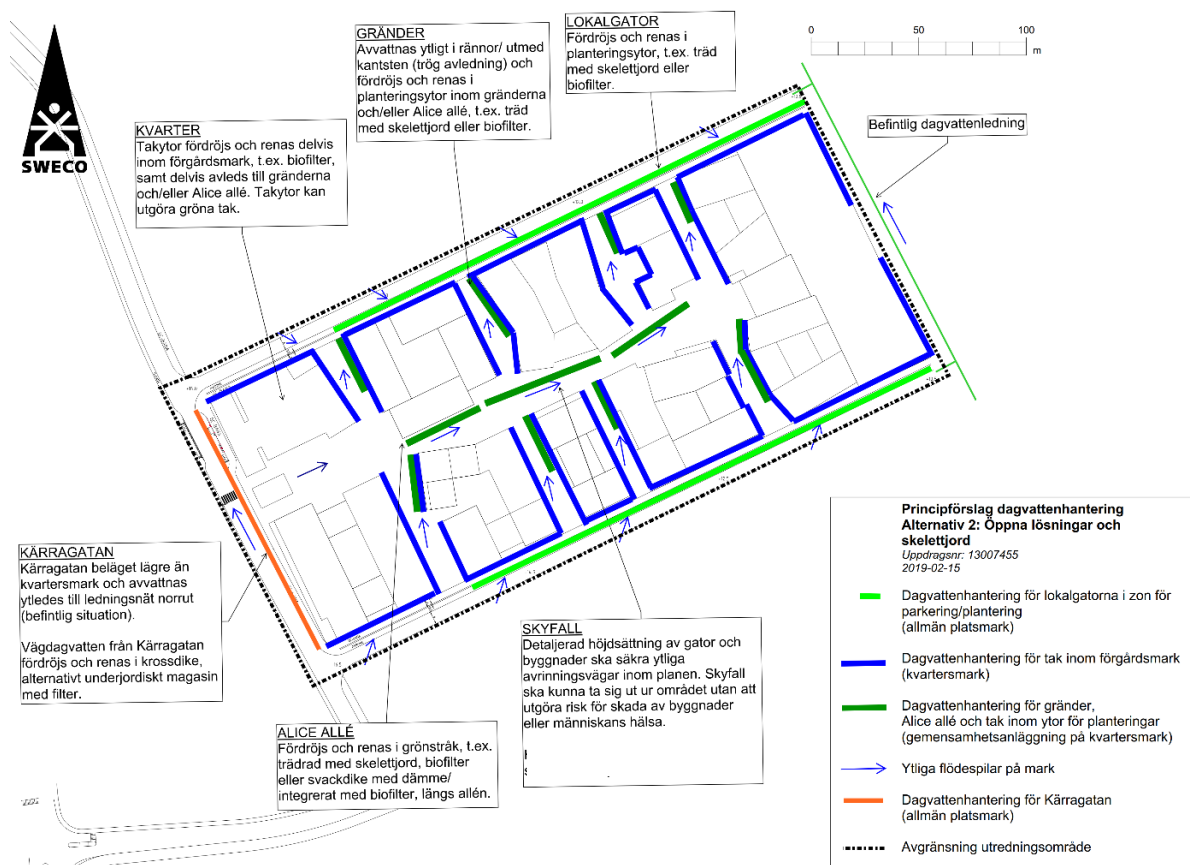 SWECO
GRÄNDER
Avvattnas ytligt i rännor/ utmed
kantsten (trög avledning) och
fördröjs och renas i
planteringsytor inom gränderna
och/eller Alice allé, t.ex. träd
med skelettjord eller biofilter.
LOKALGATOR
Fördröjs och renas i
planteringsytor, t.ex. träd
med skelettjord eller
biofilter.
0 50 100
m
KVARTER
Takytor fördröjs och renas delvis
inom förgårdsmark, t.ex. biofilter,
samt delvis avleds till gränderna
och/eller Alice allé. Takytor kan
utgöra gröna tak.
Befintlig dagvattenledning
KÄRRAGATAN
Kärragatan beläget lägre än
kvartersmark och avvattnas
ytledes till ledningsnät norrut
(befintlig situation).
Vägdagvatten från Kärragatan
fördröjs och renas i krossdike,
alternativt underjordiskt magasin
med filter.
ALICE ALLÉ
Fördröjs och renas i grönstråk, t.ex.
trädrad med skelettjord, biofilter
eller svackdike med dämme/
integrerat med biofilter, längs allén.
SKYFALL
Detaljerad höjdsättning av gator och
byggnader ska säkra ytliga
avrinningsvägar inom planen. Skyfall
ska kunna ta sig ut ur området utan att
utgöra risk för skada av byggnader
eller människans hälsa.
Principförslag dagvattenhantering
Alternativ 2: Öppna lösningar och
skelettjord
Uppdragsnr: 13007455
2019-02-15
Dagvattenhantering för lokalgatorna i zon för
parkering/plantering
(allmän platsmark)
Dagvattenhantering för tak inom förgårdsmark
(kvartersmark)
Dagvattenhantering för gränder,
Alice allé och tak inom ytor för planteringar
(gemensamhetsanläggning på kvartersmark)
Ytliga flödespilar på mark
Dagvattenhantering för Kärragatan
(allmän platsmark)
Avgränsning utredningsområde